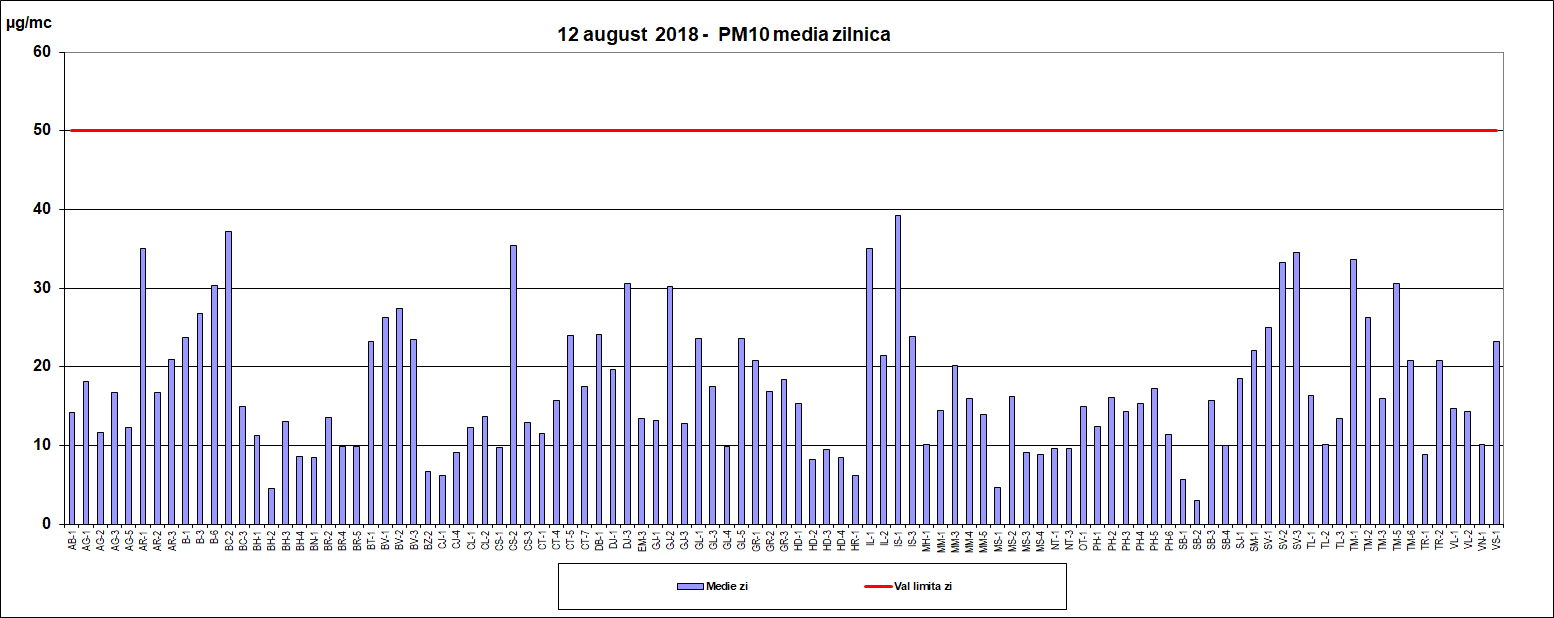 µg/mc
12 august 2018 - PM10 media zilnica
60
50
40
30
20
10
0
AB-1 AG-1 AG-2 AG-3 AG-5 AR-1 AR-2 AR-3 B-1 B-3 B-6 BC-2 BC-3 BH-1 BH-2 BH-3 BH-4 BN-1 BR-2 BR-4 BR-5 BT-1 BV-1 BV-2 BV-3 BZ-2 CJ-1 CJ-4 CL-1 CL-2 CS-1 CS-2 CS-3 CT-1 CT-4 CT-5 CT-7 DB-1 DJ-1 DJ-3 EM-3 GJ-1 GJ-2 GJ-3 GL-1 GL-3 GL-4 GL-5 GR-1 GR-2 GR-3 HD-1 HD-2 HD-3 HD-4 HR-1 IL-1 IL-2 IS-1 IS-3 MH-1 MM-1 MM-3 MM-4 MM-5 MS-1 MS-2 MS-3 MS-4 NT-1 NT-3 OT-1 PH-1 PH-2 PH-3 PH-4 PH-5 PH-6 SB-1 SB-2 SB-3 SB-4 SJ-1 SM-1 SV-1 SV-2 SV-3 TL-1 TL-2 TL-3 TM-1 TM-2 TM-3 TM-5 TM-6 TR-1 TR-2 VL-1 VL-2 VN-1 VS-1
Medie zi Val limita zi